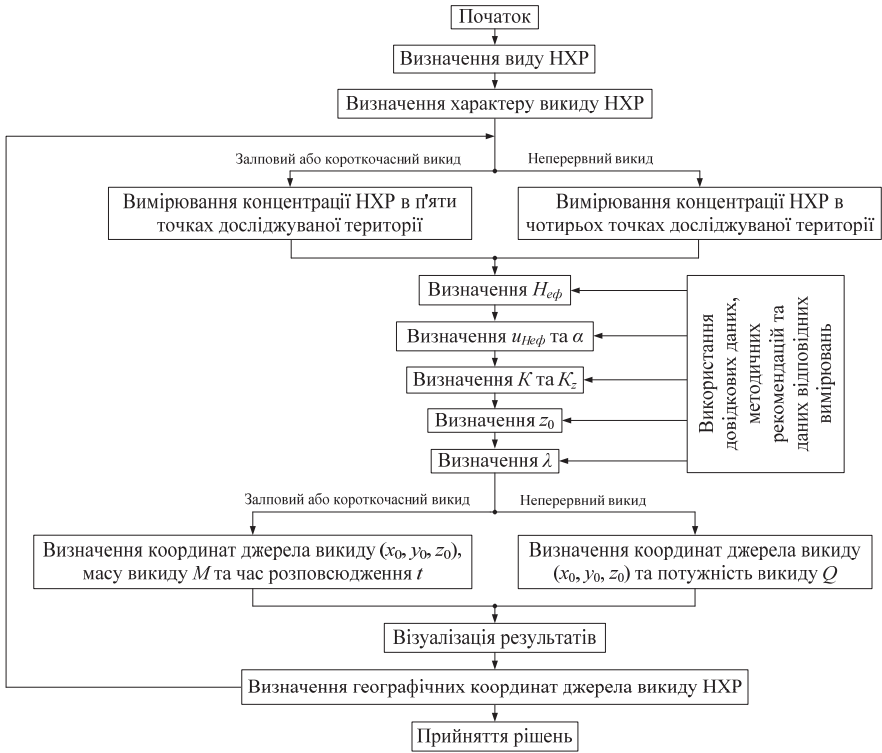 Початок
Визначення виду НХР
Визначення характеру викиду НХР
Залповий або короткочасний викид
Неперервний викид
Вимірювання концентрації НХР в п'яти
точках досліджуваної території
Вимірювання концентрації НХР в
чотирьох точках досліджуваної території
Визначення Hеф
Визначення uHеф та α
Визначення K та Kz
Визначення z0
Визначення λ
Використання
довідкових даних,
методичних
рекомендацій та
даних відповідних
вимірювань
Залповий або короткочасний викид
Неперервний викид
Визначення координат джерела викиду (x0, y0, z0),
масу викиду M та час розповсюдження t
Визначення координат джерела викиду
(x0, y0, z0) та потужність викиду Q
Візуалізація результатів
Визначення географічних координат джерела викиду НХР
Прийняття рішень